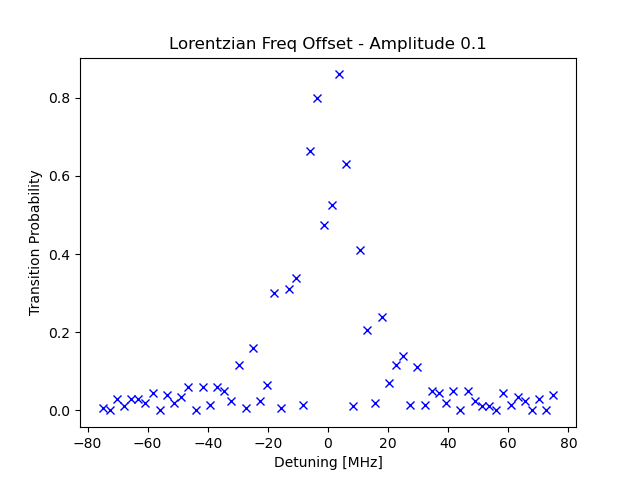 Lorentzian Freq Offset - Amplitude 0.1
Transition Probability
0.8
0.6
0.4
0.2
0.0
−80 −60 −40 −20 0 20 40 60 80
Detuning [MHz]